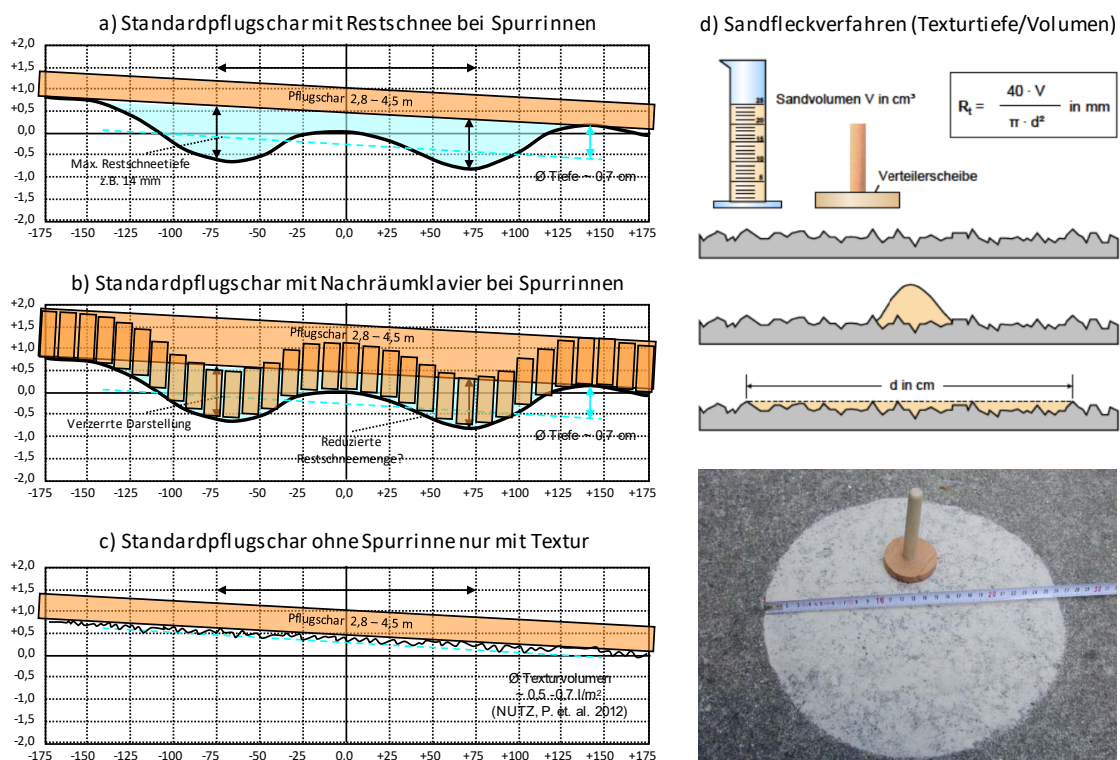 a) Standardpflugschar mit Restschnee bei Spurrinnen
+2,0
+1,5
+1,0
+0,5
0,0
-0,5
-1,0
-1,5
-2,0
Pflugschar 2,8 – 4,5 m
Max. Restschneetiefe
z.B. 14 mm
Ø Tiefe ~ 0,7 cm
-175 -150 -125 -100 -75 -50 -25 0,0 +25 +50 +75 +100 +125 +150 +175
b) Standardpflugschar mit Nachräumklavier bei Spurrinnen
+2,0
+1,5
+1,0
+0,5
0,0
-0,5
-1,0
-1,5
-2,0
Pflugschar 2,8 – 4,5 m
Verzerrte Darstellung
Reduzierte
Restschneemenge?
Ø Tiefe ~ 0,7 cm
-175 -150 -125 -100 -75 -50 -25 0,0 +25 +50 +75 +100 +125 +150 +175
c) Standardpflugschar ohne Spurrinne nur mit Textur
+2,0
+1,5
+1,0
+0,5
0,0
-0,5
-1,0
-1,5
-2,0
Pflugschar 2,8 – 4,5 m
Ø Texturvolumen
~ 0,5 -0,7 l/m²
(NUTZ, P. et. al. 2012)
-175 -150 -125 -100 -75 -50 -25 0,0 +25 +50 +75 +100 +125 +150 +175
d) Sandfleckverfahren (Texturtiefe/Volumen)
25
20
15
10
5
Sandvolumen V in cm³
Rt = 40 · V / π · d² in mm
Verteilerscheibe
d in cm
10 20 30